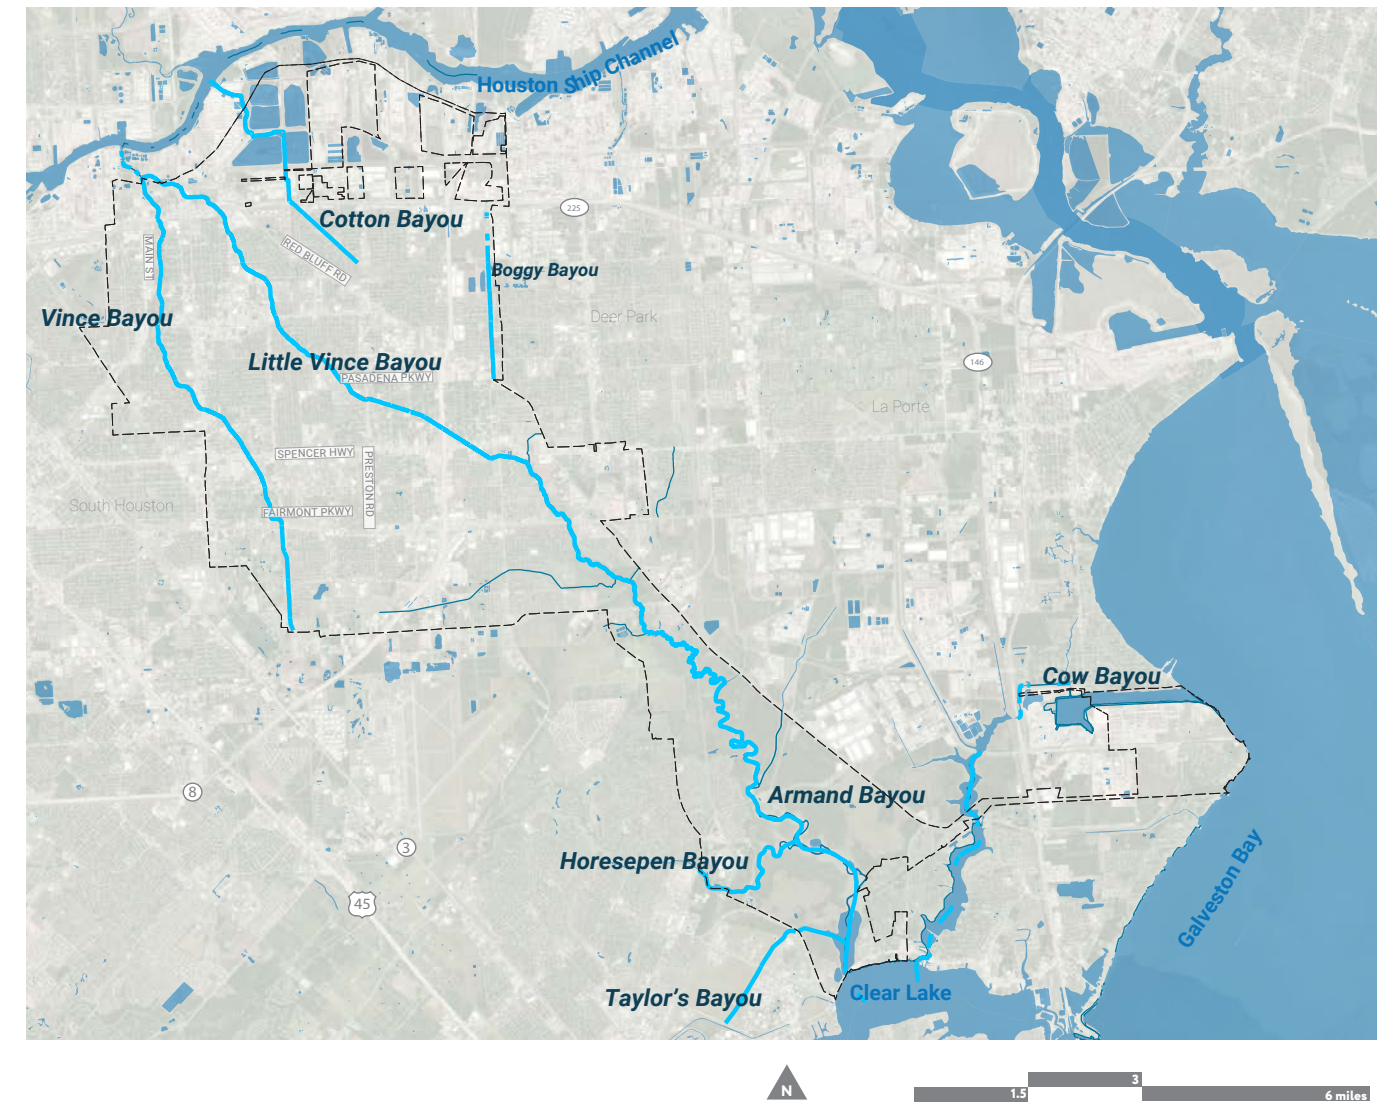 Houston Ship Channel
Cotton Bayou
225
MAIN ST
RED BLUFF RD
Boggy Bayou
Vince Bayou
Deer Park
Little Vince Bayou
PASADENA PKWY
146
La Porte
SPENCER HWY
PRESTON RD
South Houston
FAIRMONT PKWY
Cow Bayou
8
Armand Bayou
3
Horesepen Bayou
45
Galveston Bay
Taylor's Bayou
Clear Lake
N
1.5
3
6 miles